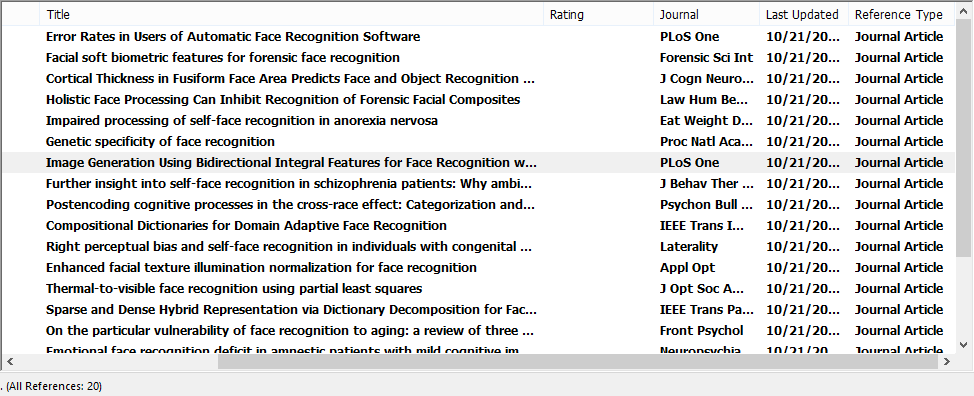 Title Rating Journal Last Updated Reference Type
Error Rates in Users of Automatic Face Recognition Software PLoS One 10/21/20... Journal Article
Facial soft biometric features for forensic face recognition Forensic Sci Int 10/21/20... Journal Article
Cortical Thickness in Fusiform Face Area Predicts Face and Object Recognition ... J Cogn Neuro... 10/21/20... Journal Article
Holistic Face Processing Can Inhibit Recognition of Forensic Facial Composites Law Hum Be... 10/21/20... Journal Article
Impaired processing of self-face recognition in anorexia nervosa Eat Weight D... 10/21/20... Journal Article
Genetic specificity of face recognition Proc Natl Aca... 10/21/20... Journal Article
Image Generation Using Bidirectional Integral Features for Face Recognition w... PLoS One 10/21/20... Journal Article
Further insight into self-face recognition in schizophrenia patients: Why ambi... J Behav Ther ... 10/21/20... Journal Article
Postencoding cognitive processes in the cross-race effect: Categorization and... Psychon Bull ... 10/21/20... Journal Article
Compositional Dictionaries for Domain Adaptive Face Recognition IEEE Trans I... 10/21/20... Journal Article
Right perceptual bias and self-face recognition in individuals with congenital ... Laterality 10/21/20... Journal Article
Enhanced facial texture illumination normalization for face recognition Appl Opt 10/21/20... Journal Article
Thermal-to-visible face recognition using partial least squares J Opt Soc A... 10/21/20... Journal Article
Sparse and Dense Hybrid Representation via Dictionary Decomposition for Fac... IEEE Trans Pa... 10/21/20... Journal Article
On the particular vulnerability of face recognition to aging: a review of three ... Front Psychol 10/21/20... Journal Article
Emotional face recognition deficit in amnestic patients with mild cognitive im... Neuropsychia... 10/21/20... Journal Article
. (All References: 20)